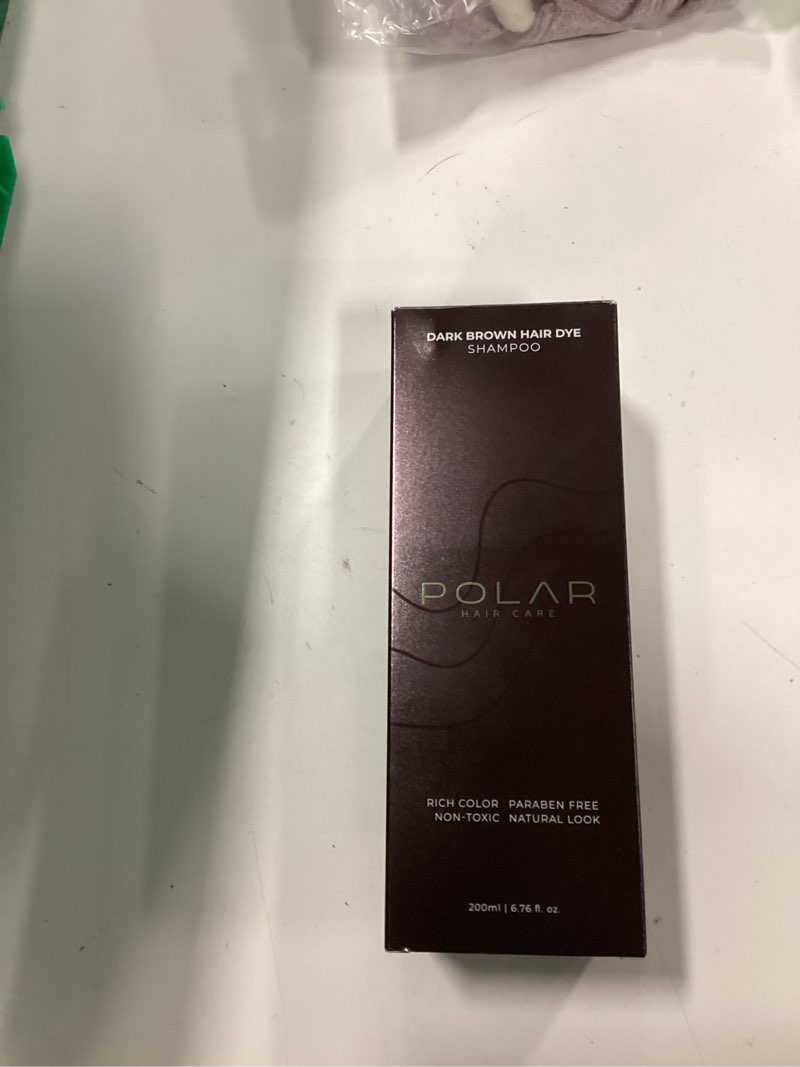 DARK BROWN HAIR DYE
SHAMPOO
POLAR
HAIR CARE
RICH COLOR PARABEN FREE
NON-TOXIC NATURAL LOOK
200ml | 6.76 fl. oz.